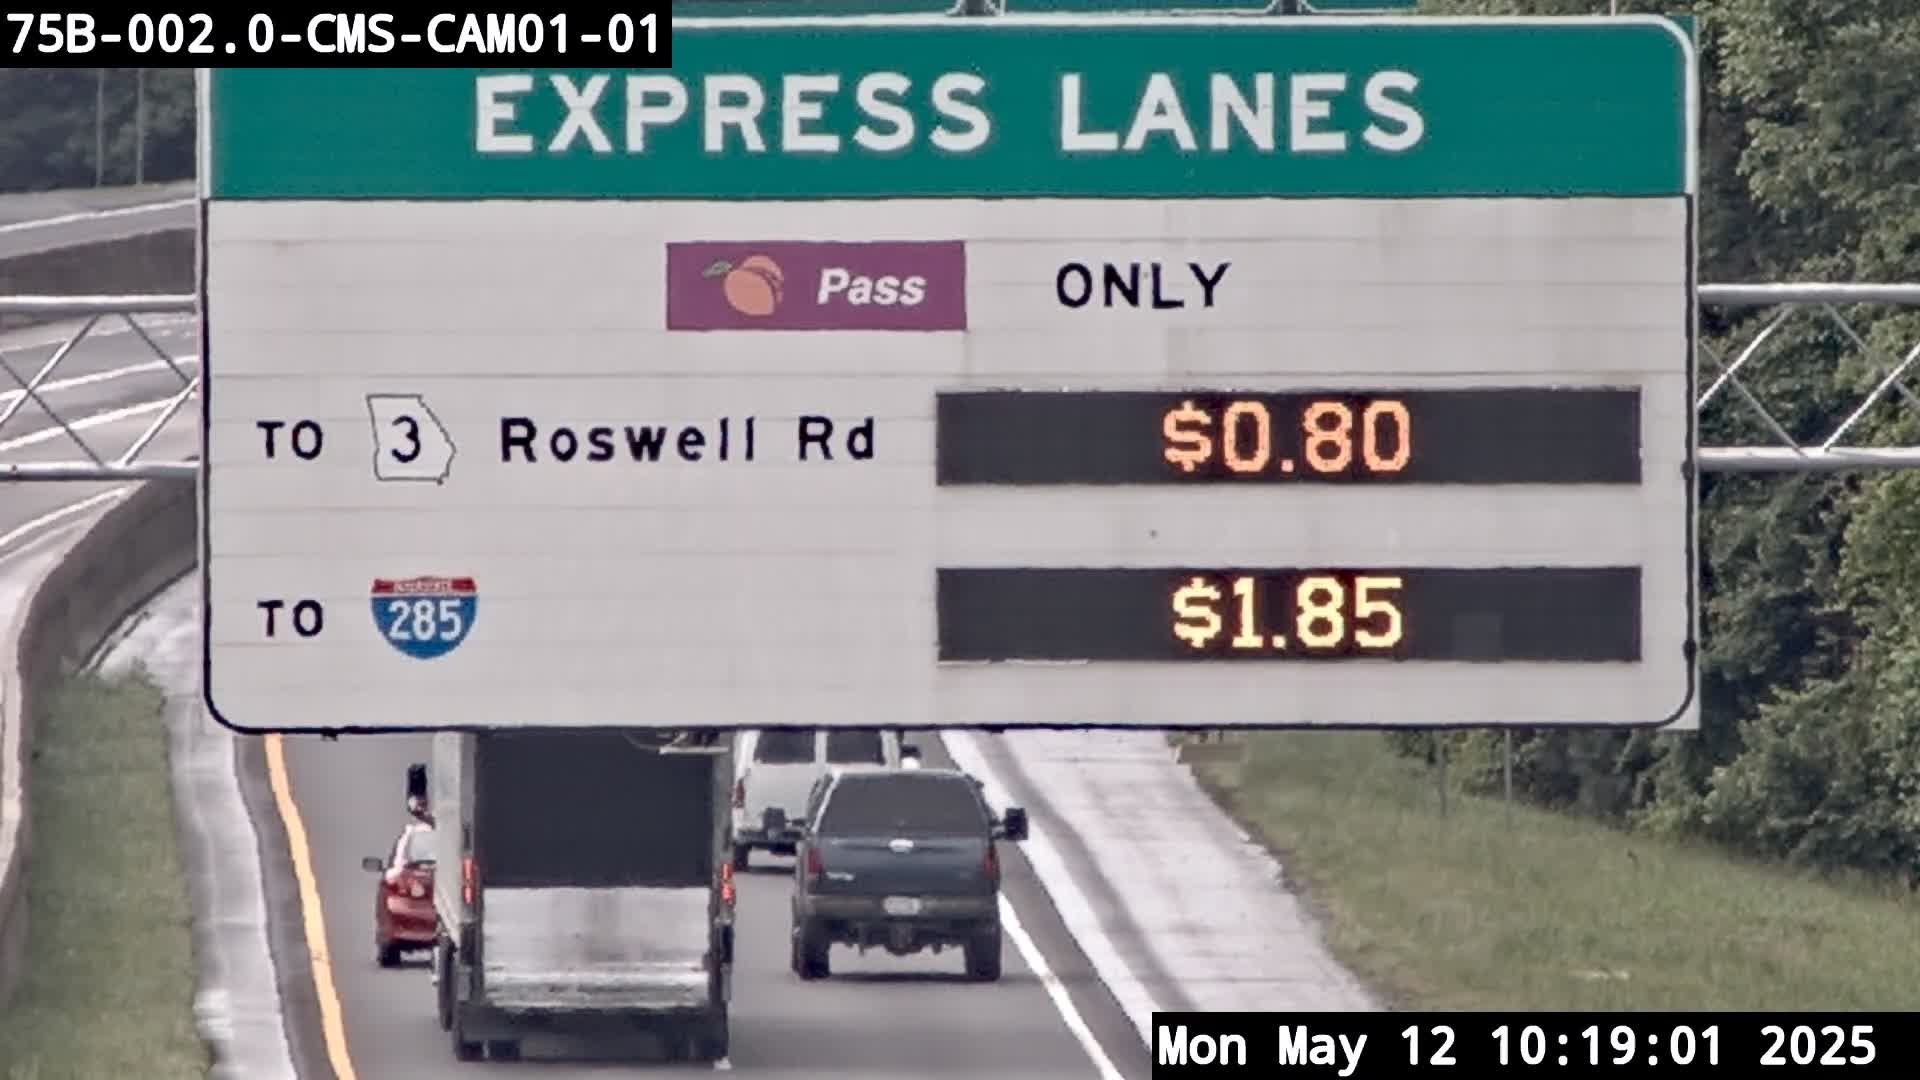 75B-002.0-CMS-CAM01-01
EXPRESS LANES
Pass ONLY
TO 3 Roswell Rd $0.80
TO INTERSTATE 285 $1.85
Mon May 12 10:19:01 2025